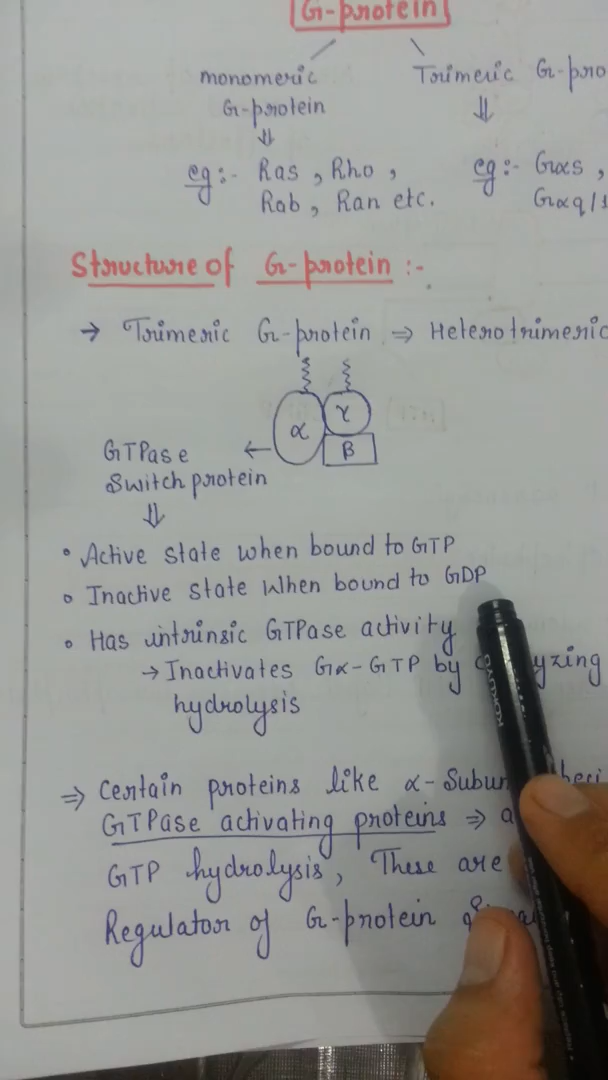 G-protein
monomeric Trimeric G-pro
G-protein
eg:- Ras, Rho, eg:- Gαs,
Rab, Ran etc. Gαq/1
Structure of G-protein :-
→ Trimeric G-protein ⇒ Heterotrimeric
α γ
GTPase β
Switch protein
• Active state when bound to GTP
• Inactive state when bound to GDP
• Has intrinsic GTPase activity
→ Inactivates Gα-GTP by yzing
hydrolysis
⇒ Certain proteins like α-Subun
GTPase activating proteins ⇒ a
GTP hydrolysis, These are
Regulator of G-protein